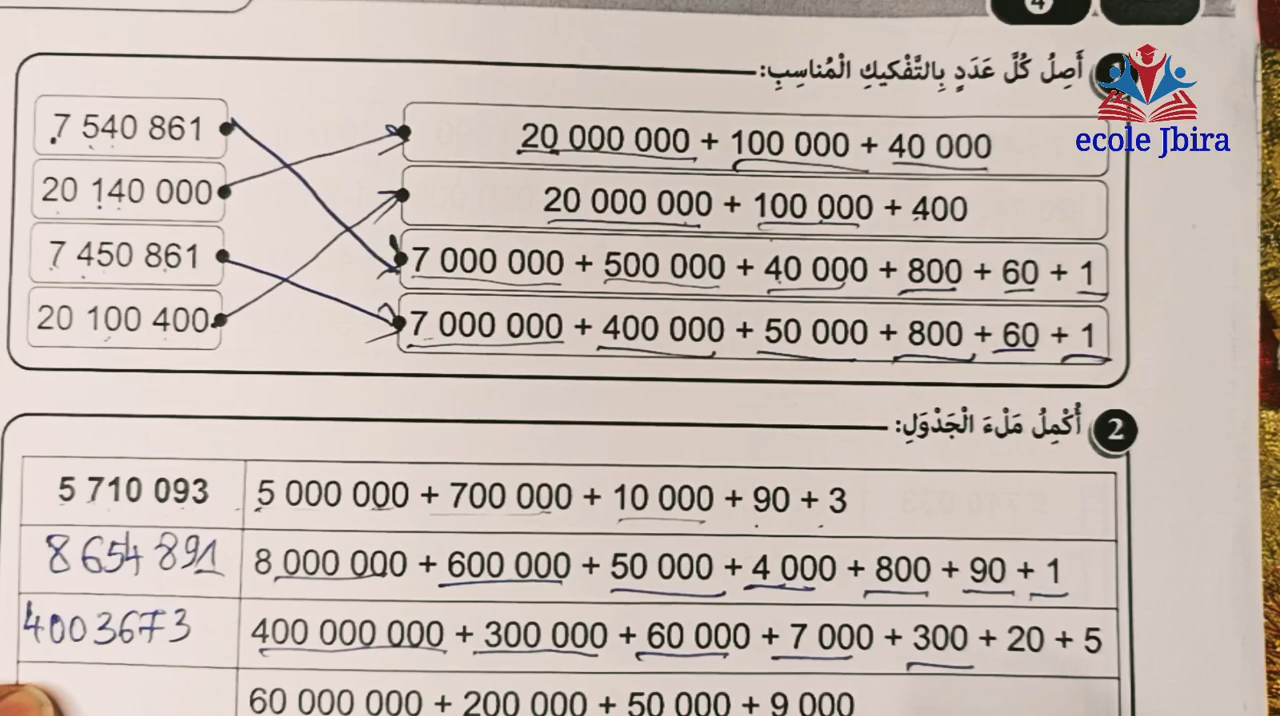 4
أَصِلُ كُلَّ عَدَدٍ بِالتَّفْكيكِ الْمُناسِبِ:
ecole Jbira
7 540 861
20 000 000 + 100 000 + 40 000
20 140 000
20 000 000 + 100 000 + 400
7 450 861
7 000 000 + 500 000 + 40 000 + 800 + 60 + 1
20 100 400
7 000 000 + 400 000 + 50 000 + 800 + 60 + 1
2 أُكْمِلُ مَلْءَ الْجَدْوَلِ:
5 710 093 5 000 000 + 700 000 + 10 000 + 90 + 3
8 654 891 8 000 000 + 600 000 + 50 000 + 4 000 + 800 + 90 + 1
4003673 400 000 000 + 300 000 + 60 000 + 7 000 + 300 + 20 + 5
60 000 000 + 200 000 + 50 000 + 9 000